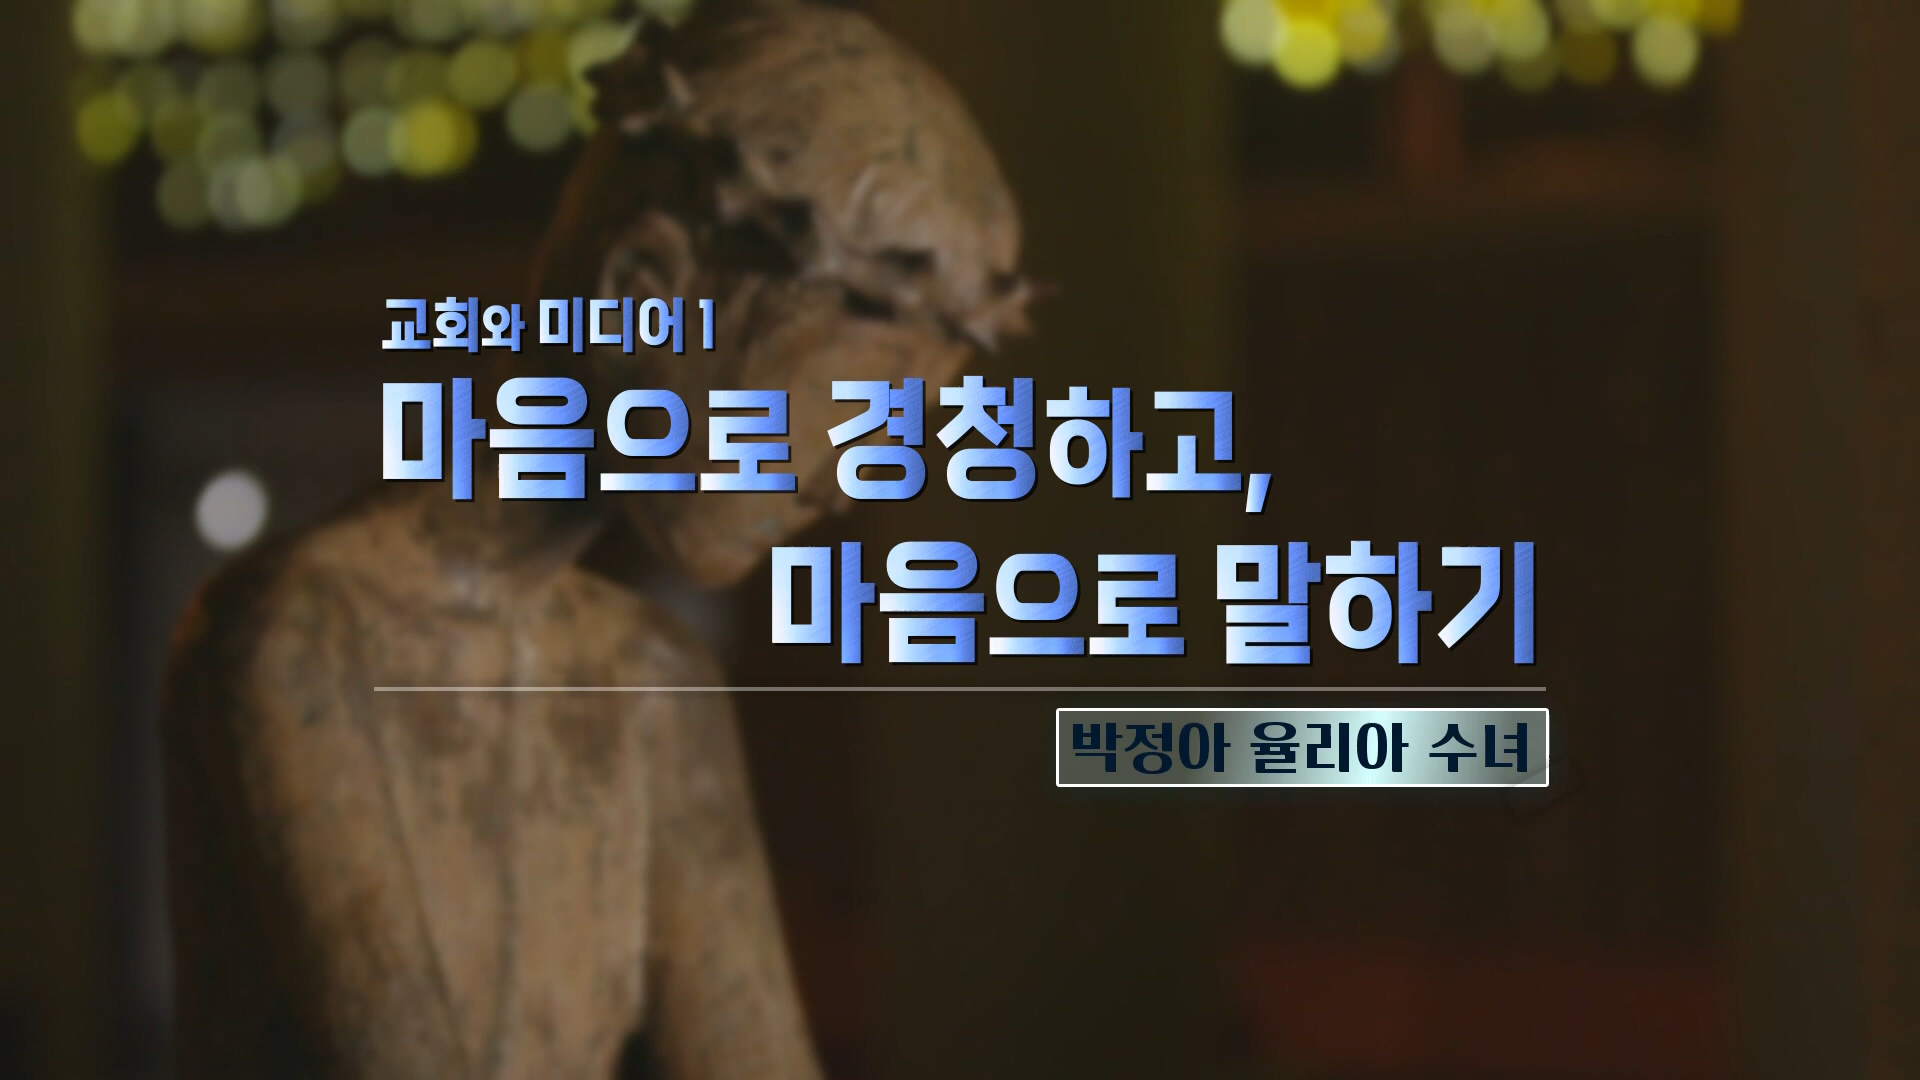 교회와 미디어 1
마음으로 경청하고,
마음으로 말하기
박정아 율리아 수녀